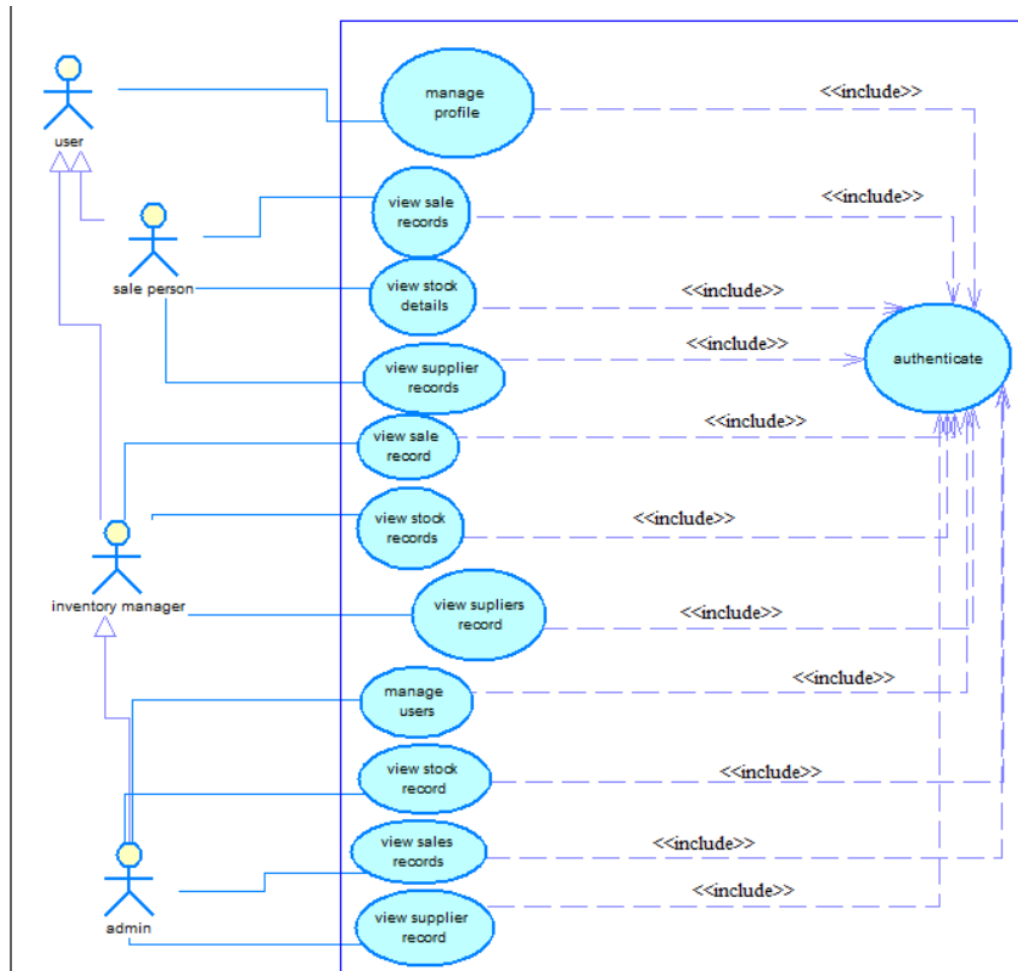 manage
profile
<<include>>
user
view sale
records
<<include>>
sale person
view stock
details
<<include>>
view supplier
records
<<include>>
authenticate
view sale
record
<<include>>
view stock
records
<<include>>
inventory manager
view supliers
record
<<include>>
manage
users
<<include>>
view stock
record
<<include>>
view sales
records
<<include>>
view supplier
record
<<include>>
admin